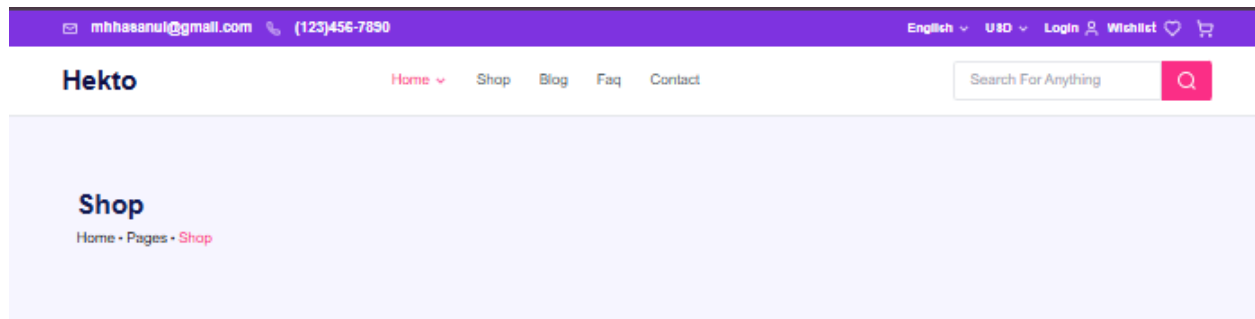 mhhasanul@gmail.com (123)456-7890 English USD Login Wishlist
Hekto Home Shop Blog Faq Contact Search For Anything
Shop
Home • Pages • Shop